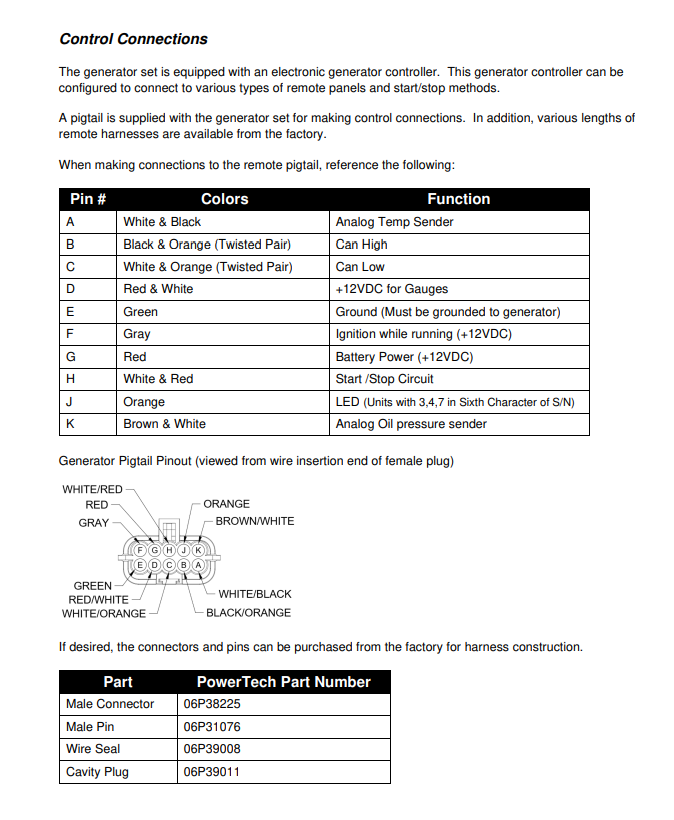 Control Connections
The generator set is equipped with an electronic generator controller. This generator controller can be
configured to connect to various types of remote panels and start/stop methods.
A pigtail is supplied with the generator set for making control connections. In addition, various lengths of
remote harnesses are available from the factory.
When making connections to the remote pigtail, reference the following:
Pin # Colors Function
A White & Black Analog Temp Sender
B Black & Orange (Twisted Pair) Can High
C White & Orange (Twisted Pair) Can Low
D Red & White +12VDC for Gauges
E Green Ground (Must be grounded to generator)
F Gray Ignition while running (+12VDC)
G Red Battery Power (+12VDC)
H White & Red Start /Stop Circuit
J Orange LED (Units with 3,4,7 in Sixth Character of S/N)
K Brown & White Analog Oil pressure sender
Generator Pigtail Pinout (viewed from wire insertion end of female plug)
WHITE/RED
RED ORANGE
GRAY BROWN/WHITE
F G H J K
E D C B A
GREEN
RED/WHITE WHITE/BLACK
WHITE/ORANGE BLACK/ORANGE
If desired, the connectors and pins can be purchased from the factory for harness construction.
Part PowerTech Part Number
Male Connector 06P38225
Male Pin 06P31076
Wire Seal 06P39008
Cavity Plug 06P39011